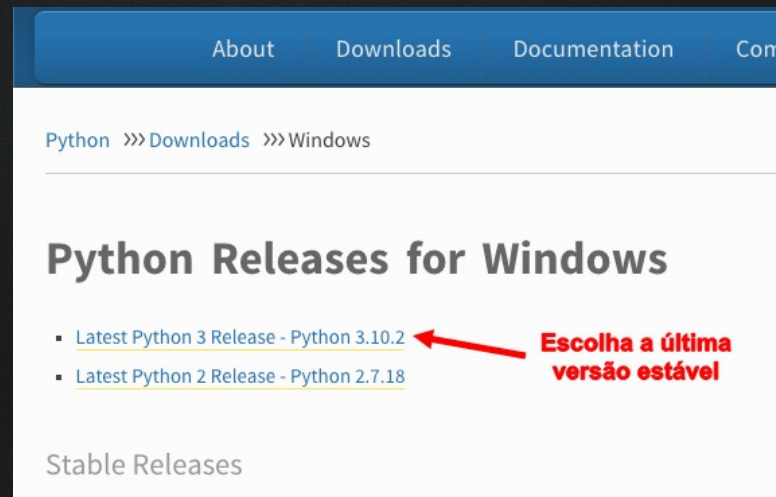 About Downloads Documentation Com
Python >>> Downloads >>> Windows
Python Releases for Windows
Latest Python 3 Release - Python 3.10.2
Escolha a última
versão estável
Latest Python 2 Release - Python 2.7.18
Stable Releases